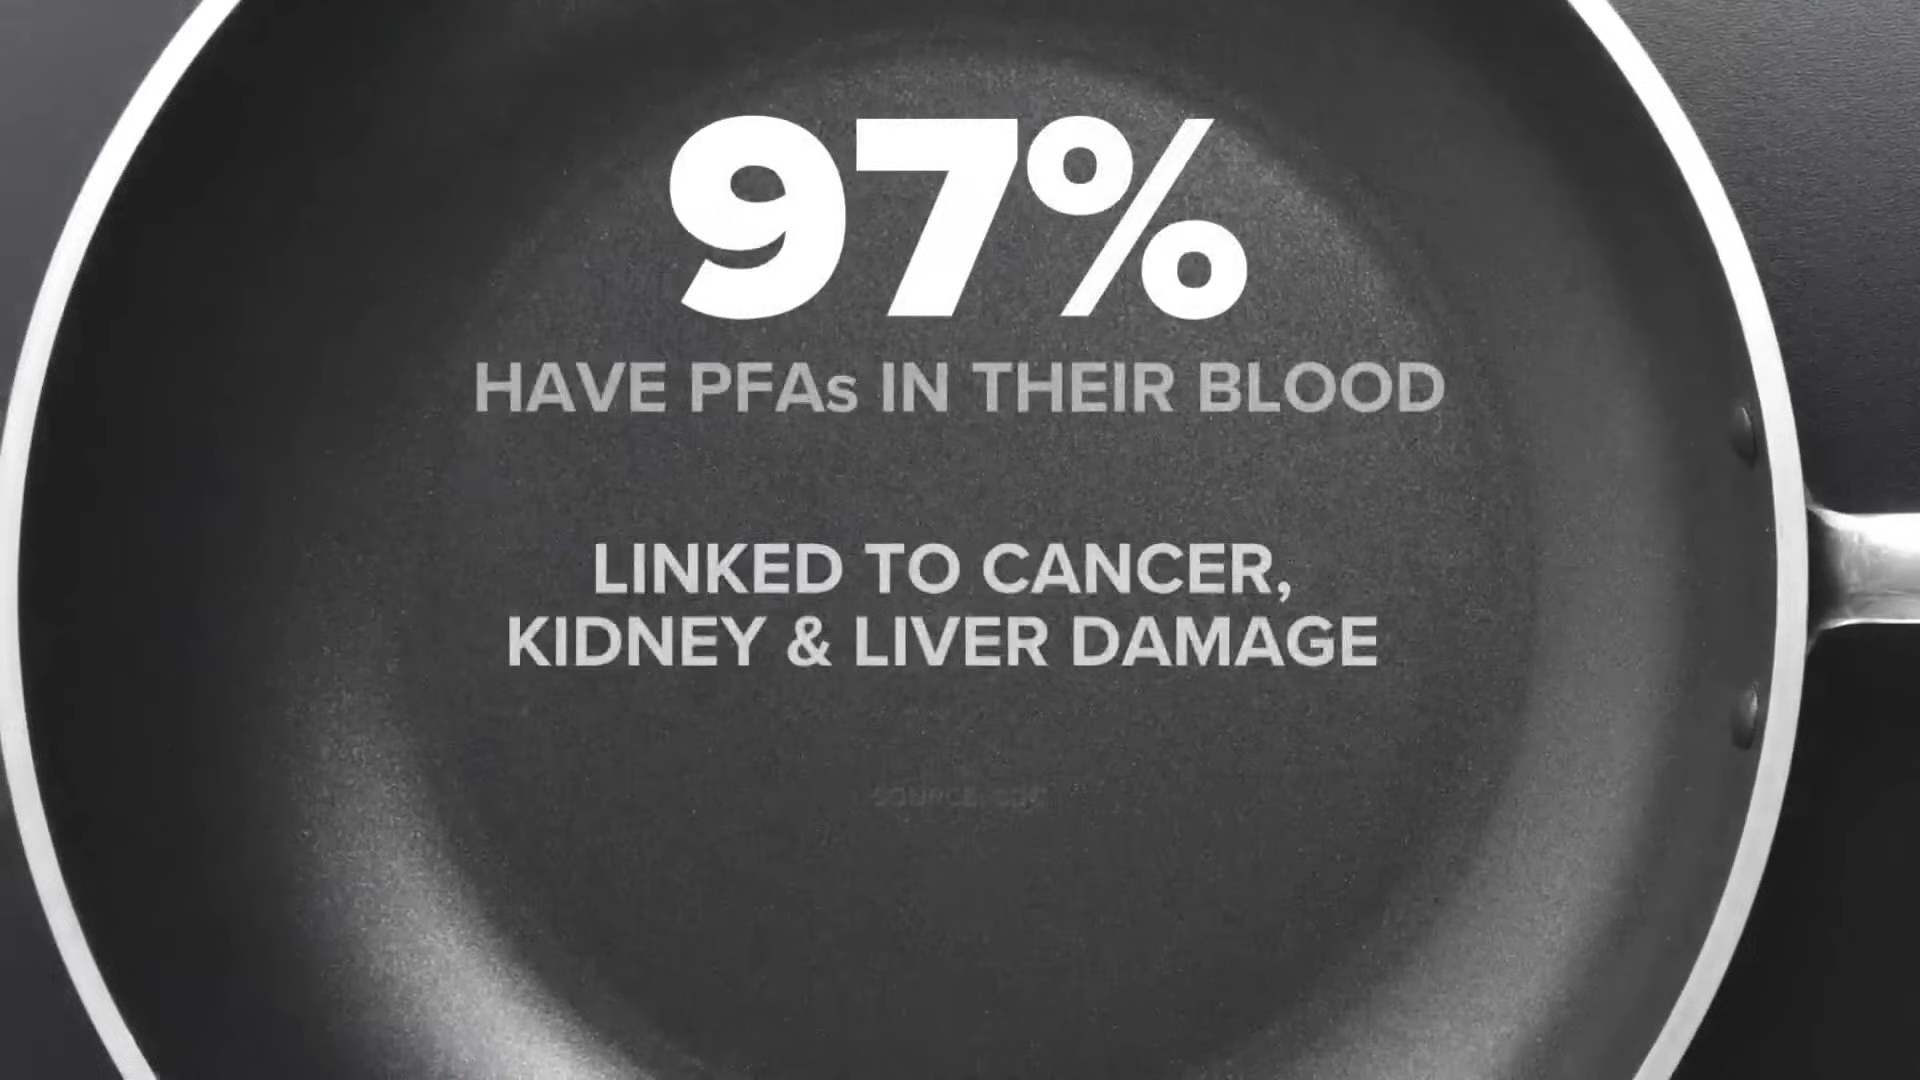 97%
HAVE PFAs IN THEIR BLOOD
LINKED TO CANCER,
KIDNEY & LIVER DAMAGE